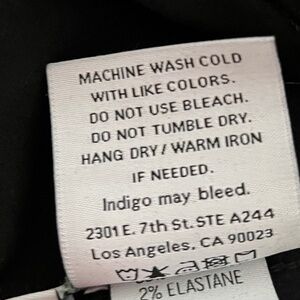 MACHINE WASH COLD
WITH LIKE COLORS.
DO NOT USE BLEACH.
DO NOT TUMBLE DRY.
HANG DRY / WARM IRON
IF NEEDED.
Indigo may bleed.
2301 E. 7th St. STE A244
Los Angeles, CA 90023
2% ELASTANE